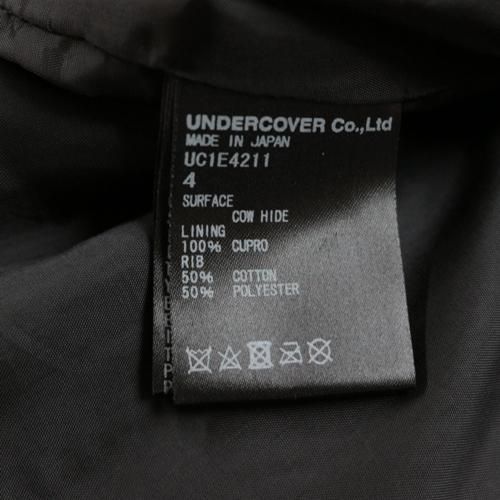 UNDERCOVER Co.,Ltd
MADE IN JAPAN
UC1E4211
4
SURFACE
COW HIDE
LINING
100% CUPRO
RIB
50% COTTON
50% POLYESTER